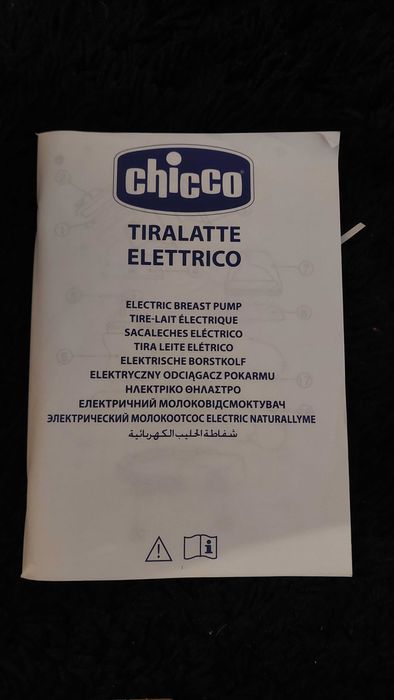 chicco
TIRALATTE
ELETTRICO
ELECTRIC BREAST PUMP
TIRE-LAIT ÉLECTRIQUE
SACALECHES ELÉCTRICO
TIRA LEITE ELÉTRICO
ELEKTRISCHE BORSTKOLF
ELEKTRYCZNY ODCIĄGACZ POKARMU
ΗΛΕΚΤΡΙΚΟ ΘΗΛΑΣΤΡΟ
ЕЛЕКТРИЧНИЙ МОЛОКОВІДСМОКТУВАЧ
ЭЛЕКТРИЧЕСКИЙ МОЛОКООТСОС ELECTRIC NATURALLYME
شفاطة الحليب الكهربائية